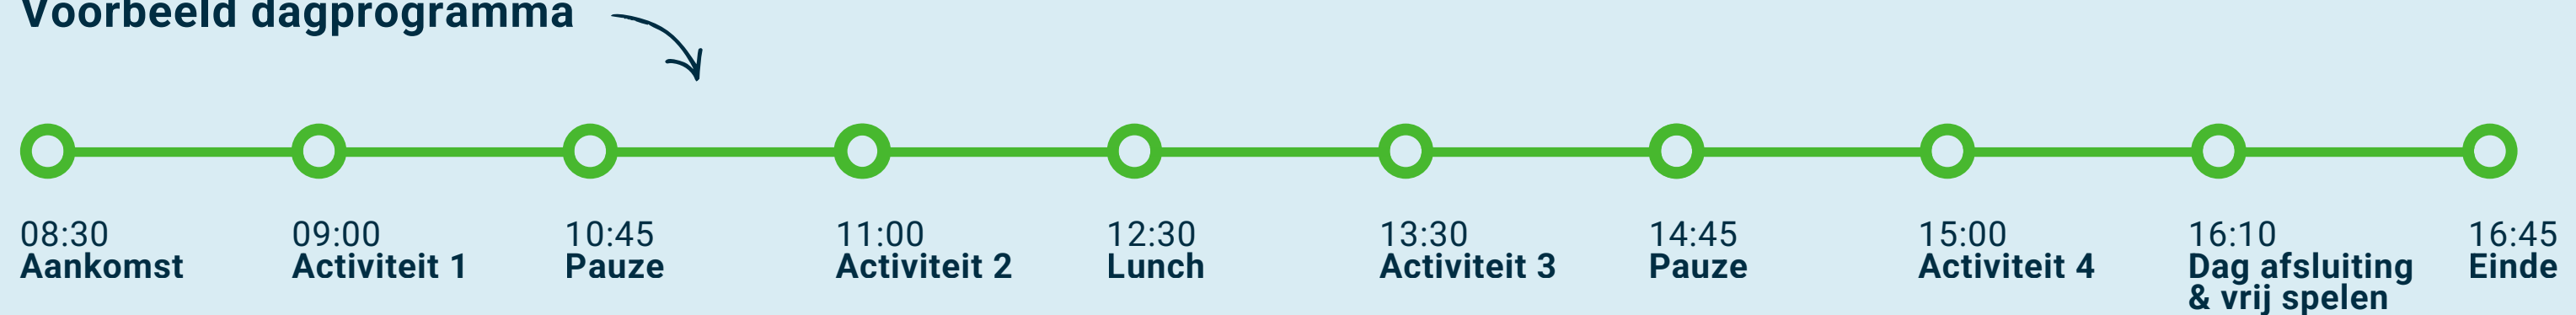 Voorbeeld dagprogramma
08:30
Aankomst
09:00
Activiteit 1
10:45
Pauze
11:00
Activiteit 2
12:30
Lunch
13:30
Activiteit 3
14:45
Pauze
15:00
Activiteit 4
16:10
Dag afsluiting
& vrij spelen
16:45
Einde